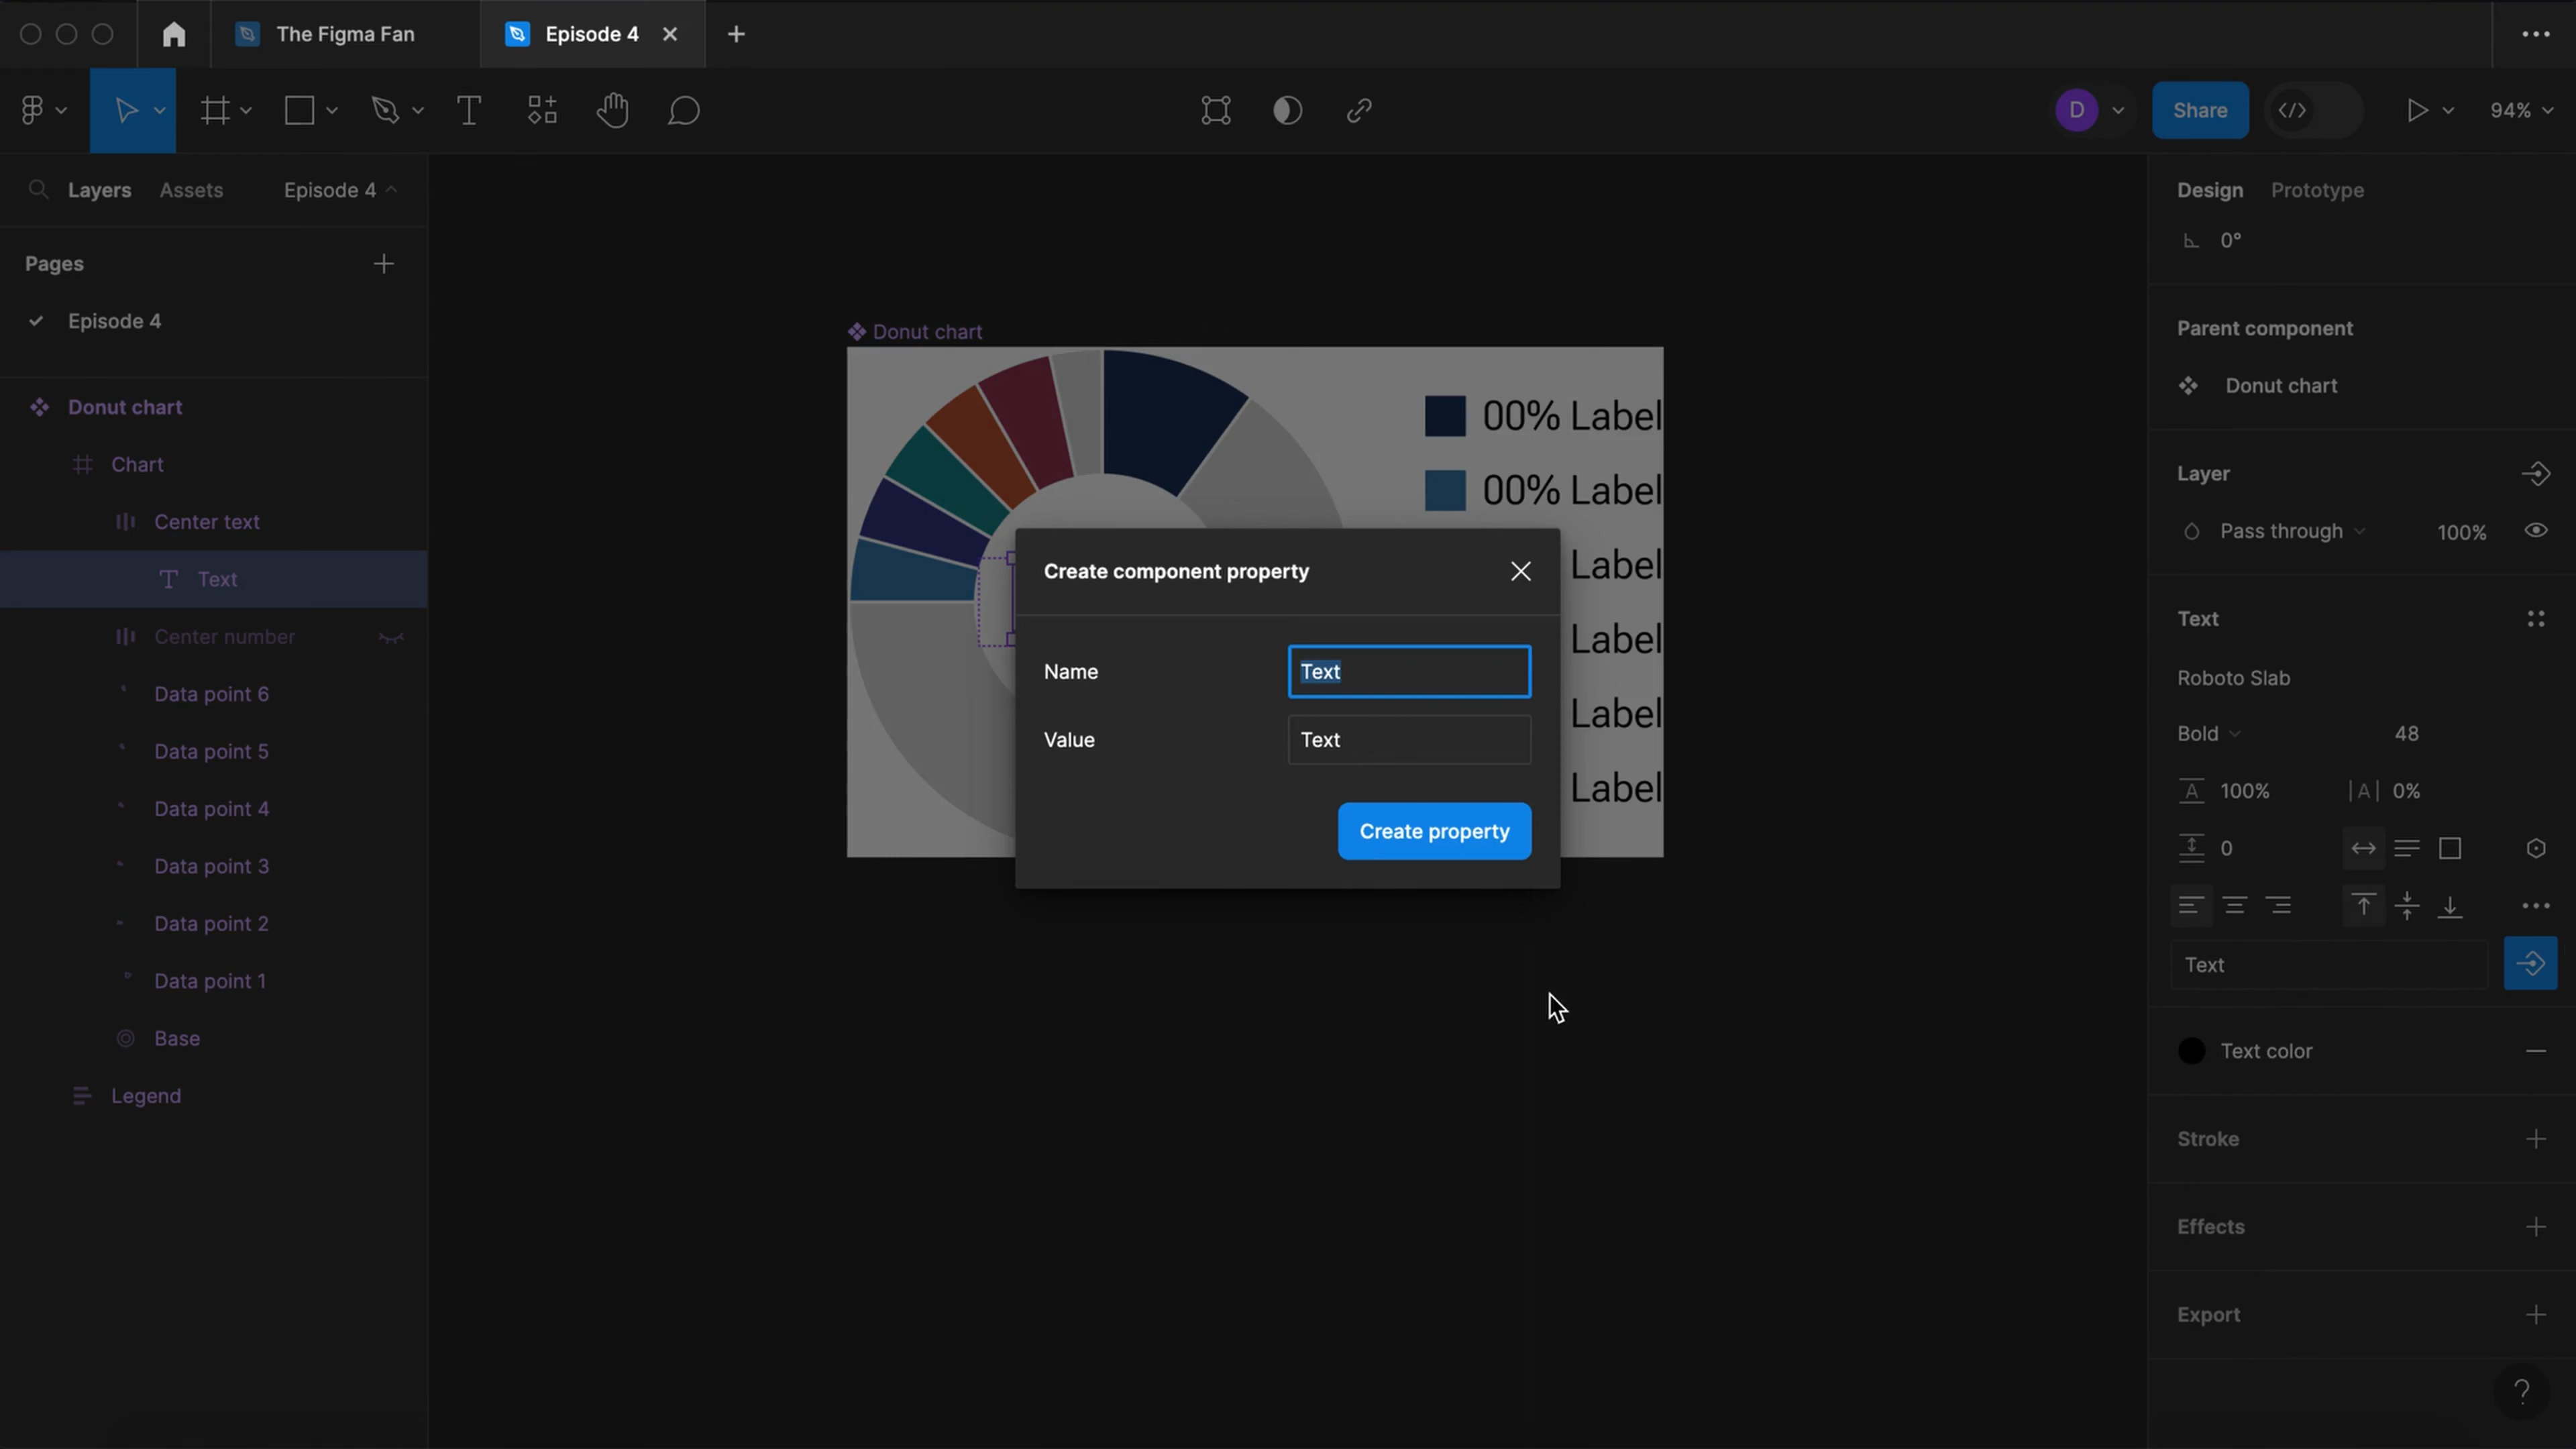 The Figma Fan
Episode 4
D
Share
94%
Layers
Assets
Episode 4
Pages
Episode 4
Donut chart
Chart
Center text
Text
Center number
Data point 6
Data point 5
Data point 4
Data point 3
Data point 2
Data point 1
Base
Legend
Donut chart
00% Label
00% Label
Label
Label
Label
Label
Create component property
Name
Text
Value
Text
Create property
Design
Prototype
0°
Parent component
Donut chart
Layer
Pass through
100%
Text
Roboto Slab
Bold
48
100%
0%
0
Text
Text color
Stroke
Effects
Export
?